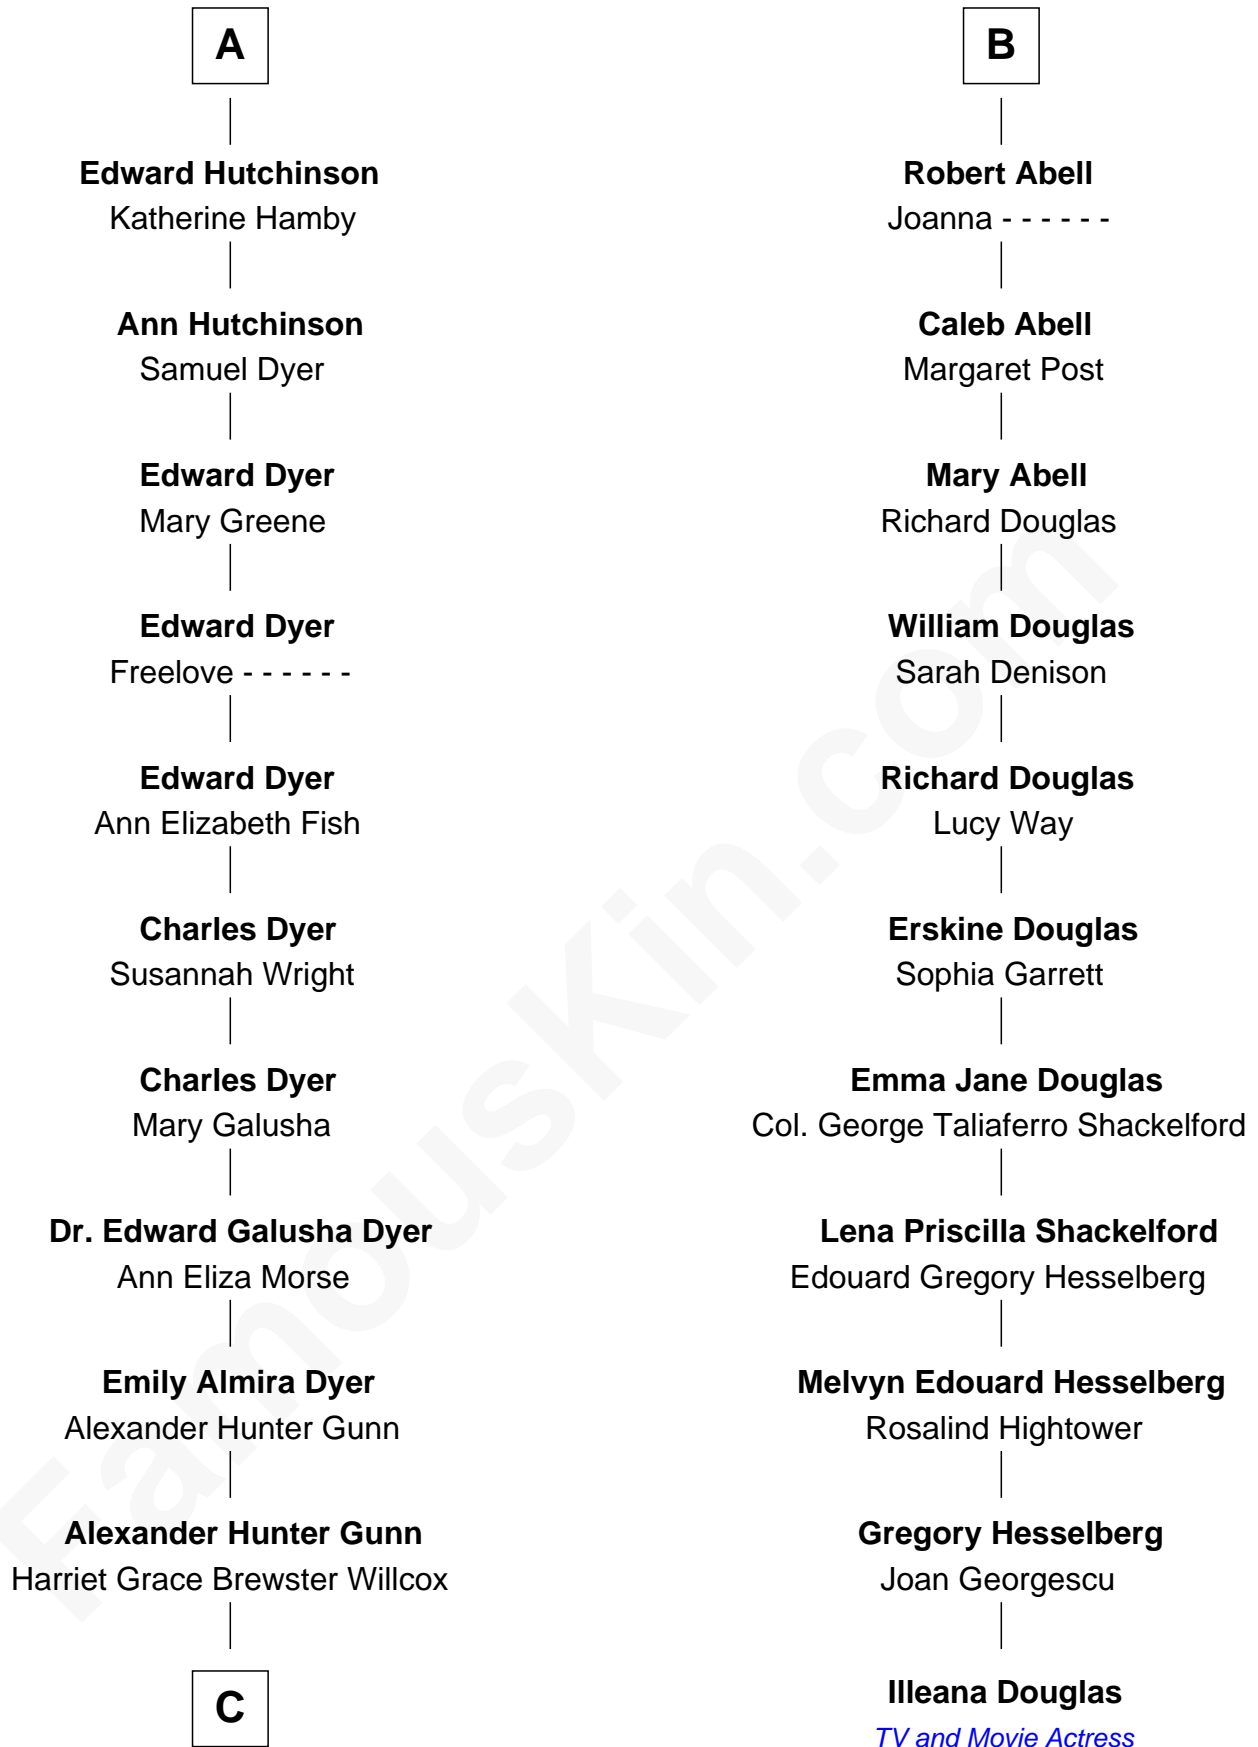 A
Edward Hutchinson
Katherine Hamby
Ann Hutchinson
Samuel Dyer
Edward Dyer
Mary Greene
Edward Dyer
Freelove - - - - - -
Edward Dyer
Ann Elizabeth Fish
Charles Dyer
Susannah Wright
Charles Dyer
Mary Galusha
Dr. Edward Galusha Dyer
Ann Eliza Morse
Emily Almira Dyer
Alexander Hunter Gunn
Alexander Hunter Gunn
Harriet Grace Brewster Willcox
C
B
Robert Abell
Joanna - - - - - -
Caleb Abell
Margaret Post
Mary Abell
Richard Douglas
William Douglas
Sarah Denison
Richard Douglas
Lucy Way
Erskine Douglas
Sophia Garrett
Emma Jane Douglas
Col. George Taliaferro Shackelford
Lena Priscilla Shackelford
Edouard Gregory Hesselberg
Melvyn Edouard Hesselberg
Rosalind Hightower
Gregory Hesselberg
Joan Georgescu
Illeana Douglas
TV and Movie Actress
FamousKin.com